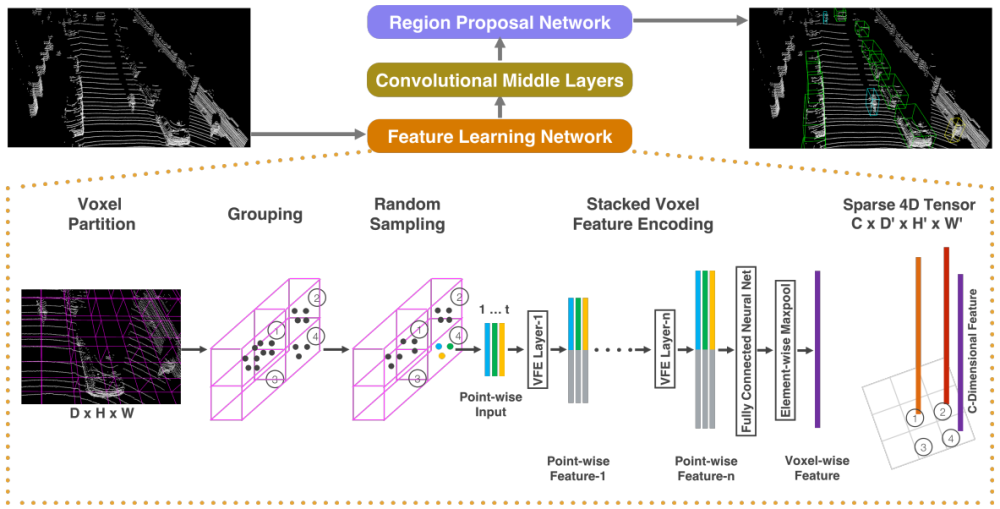 Region Proposal Network
Convolutional Middle Layers
Feature Learning Network
Voxel
Partition
Grouping
Random
Sampling
Stacked Voxel
Feature Encoding
Sparse 4D Tensor
C x D' x H' x W'
D x H x W
1
2
3
4
1
2
3
4
1 ... t
Point-wise
Input
VFE Layer-1
Point-wise
Feature-1
VFE Layer-n
Point-wise
Feature-n
Fully Connected Neural Net
Element-wise Maxpool
Voxel-wise
Feature
C-Dimensional Feature
1
2
3
4